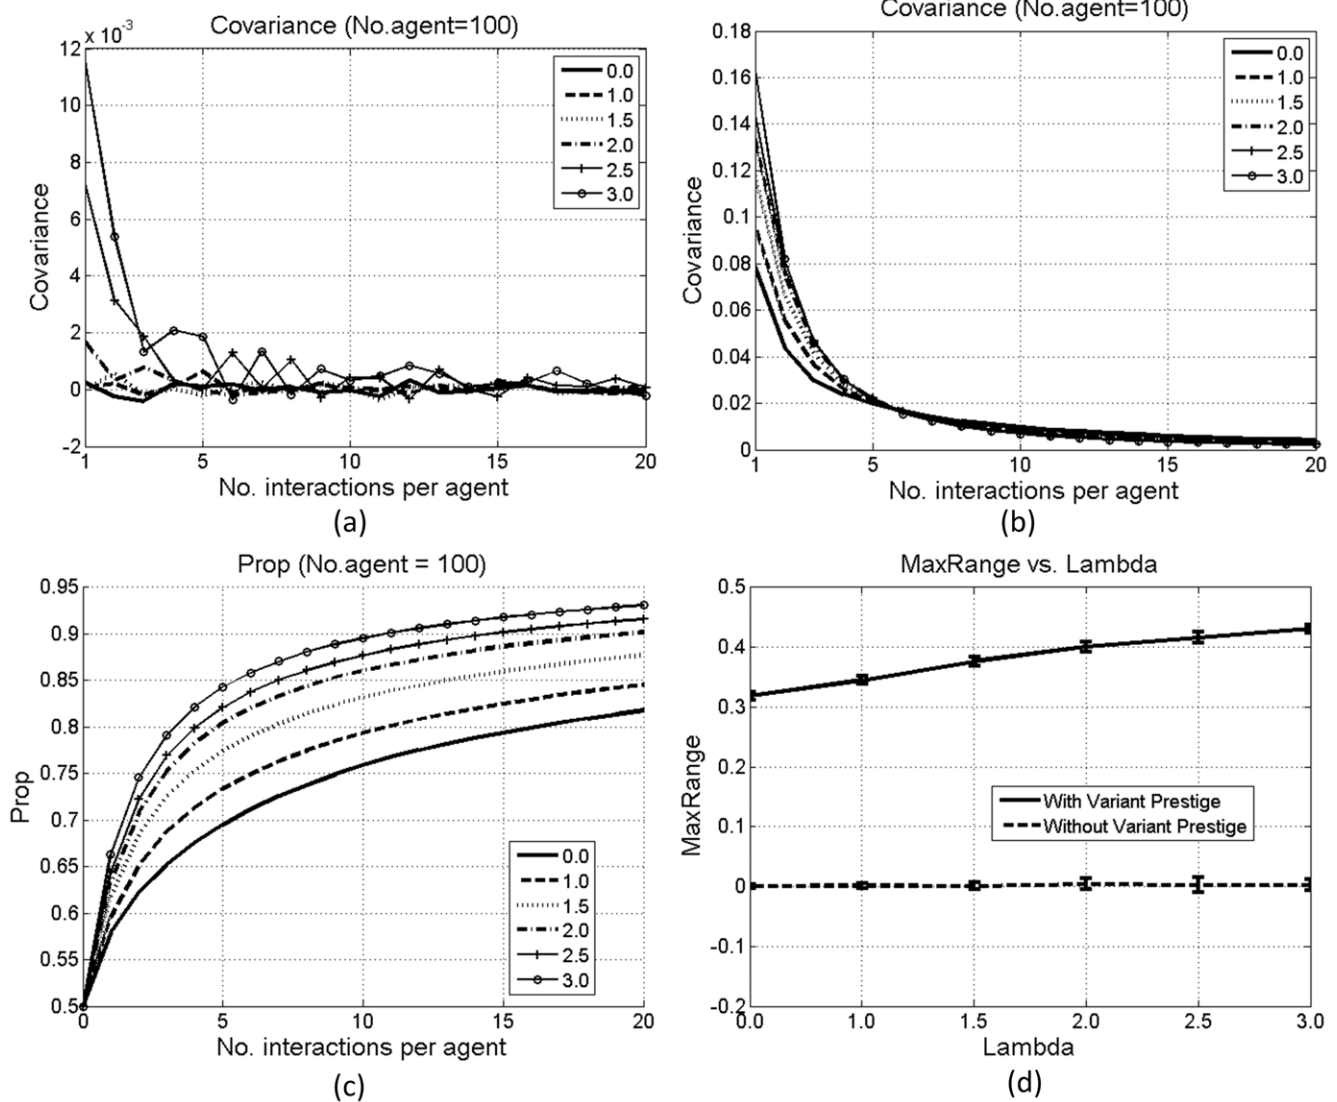 Covariance (No.agent=100)
x 10-3
12
10
8
6
4
2
0
-2
Covariance
0.0
1.0
1.5
2.0
2.5
3.0
1 5 10 15 20
No. interactions per agent
(a)
Covariance (No.agent=100)
0.18
0.16
0.14
0.12
0.1
0.08
0.06
0.04
0.02
0
Covariance
0.0
1.0
1.5
2.0
2.5
3.0
1 5 10 15 20
No. interactions per agent
(b)
Prop (No.agent = 100)
0.95
0.9
0.85
0.8
0.75
0.7
0.65
0.6
0.55
0.5
Prop
0.0
1.0
1.5
2.0
2.5
3.0
0 5 10 15 20
No. interactions per agent
(c)
MaxRange vs. Lambda
0.5
0.4
0.3
0.2
0.1
0
-0.1
-0.2
MaxRange
With Variant Prestige
Without Variant Prestige
0.0 1.0 1.5 2.0 2.5 3.0
Lambda
(d)